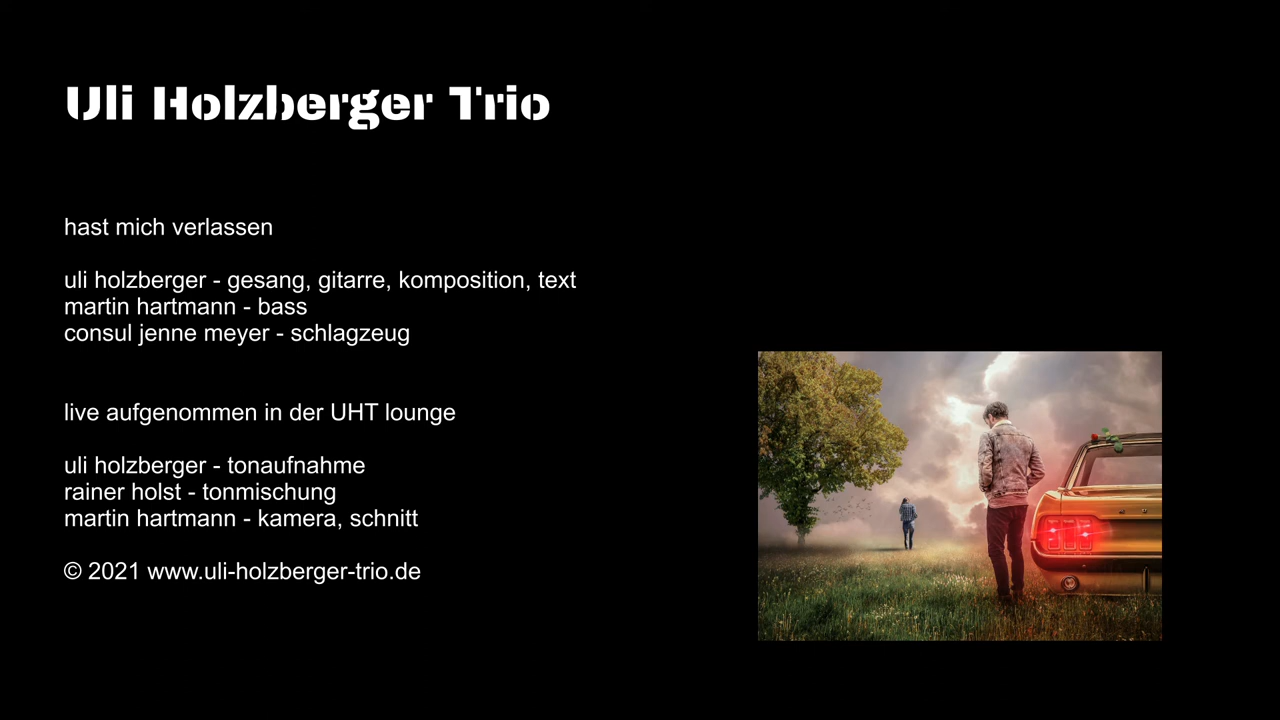 Uli Holzberger Trio
hast mich verlassen
uli holzberger - gesang, gitarre, komposition, text
martin hartmann - bass
consul jenne meyer - schlagzeug
live aufgenommen in der UHT lounge
uli holzberger - tonaufnahme
rainer holst - tonmischung
martin hartmann - kamera, schnitt
© 2021 www.uli-holzberger-trio.de